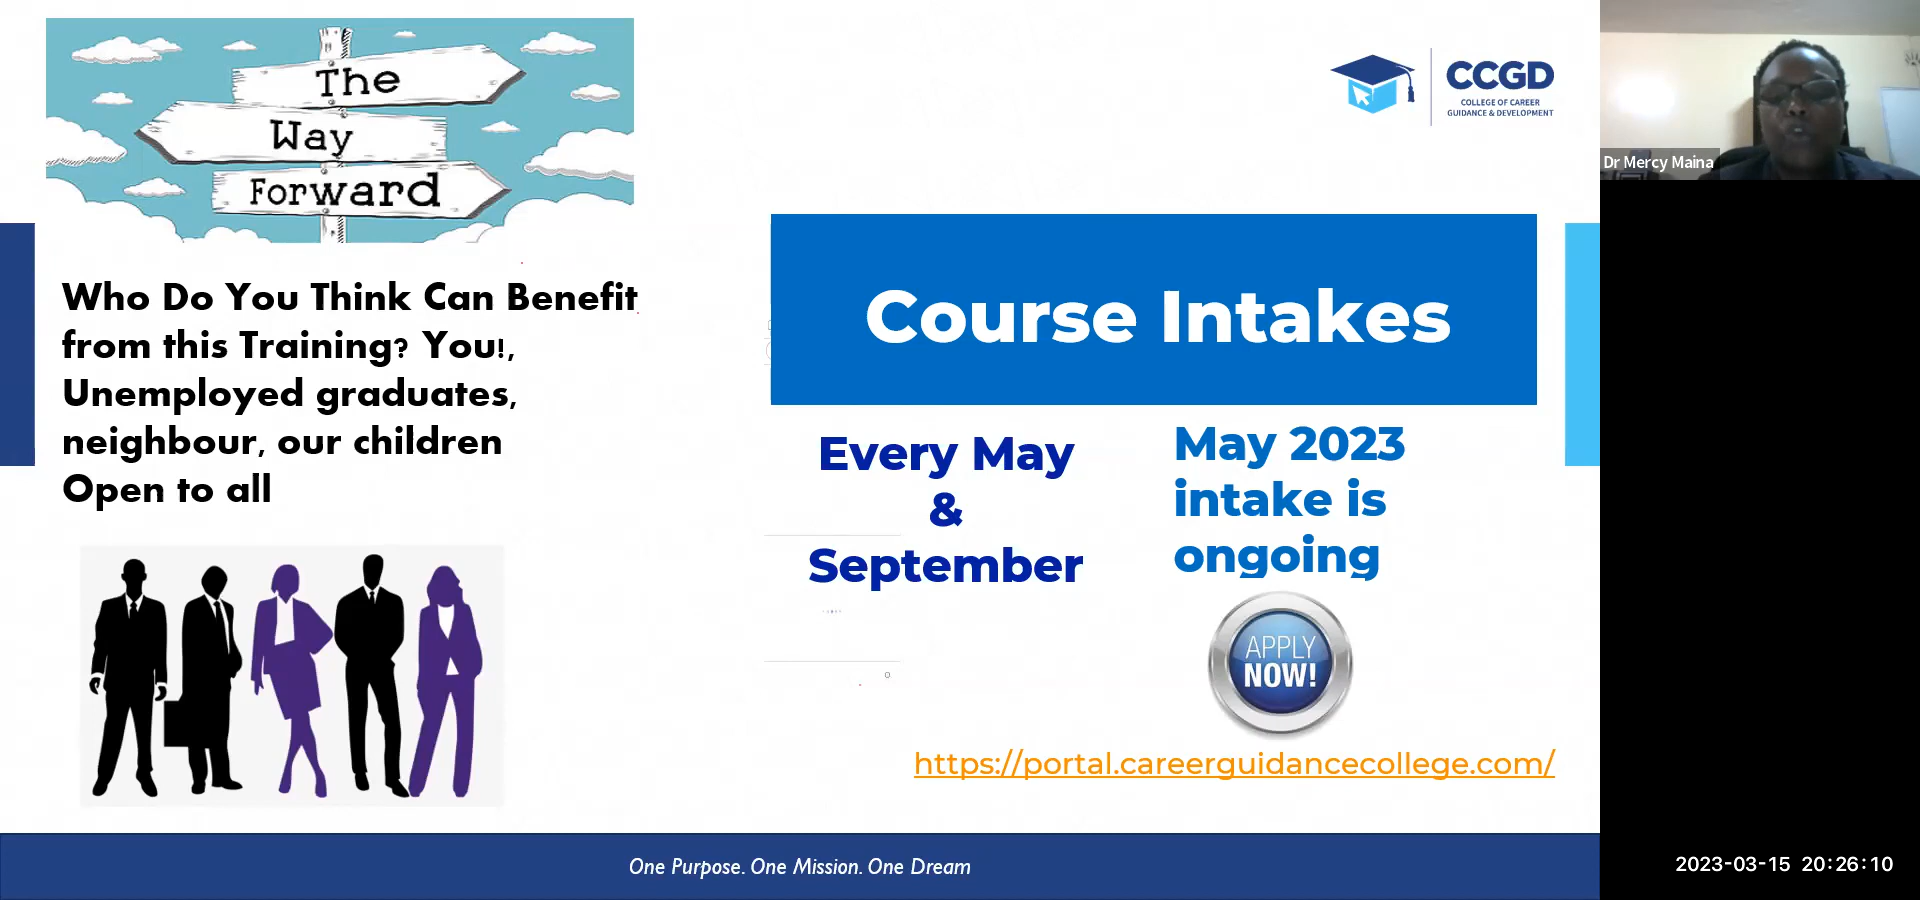 The
Way
Forward
CCGD
COLLEGE OF CAREER
GUIDANCE & DEVELOPMENT
Dr Mercy Maina
Who Do You Think Can Benefit
from this Training? You!,
Unemployed graduates,
neighbour, our children
Open to all
Course Intakes
Every May
&
September
May 2023
intake is
ongoing
APPLY
NOW!
https://portal.careerguidancecollege.com/
One Purpose. One Mission. One Dream
2023-03-15 20:26:10